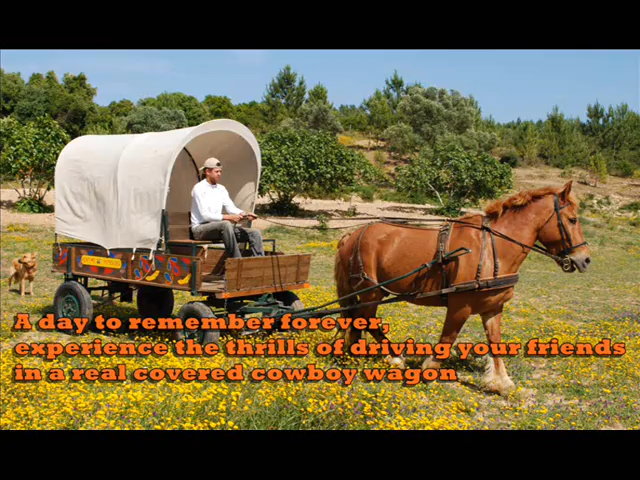 A day to remember forever,
experience the thrills of driving your friends
in a real covered cowboy wagon